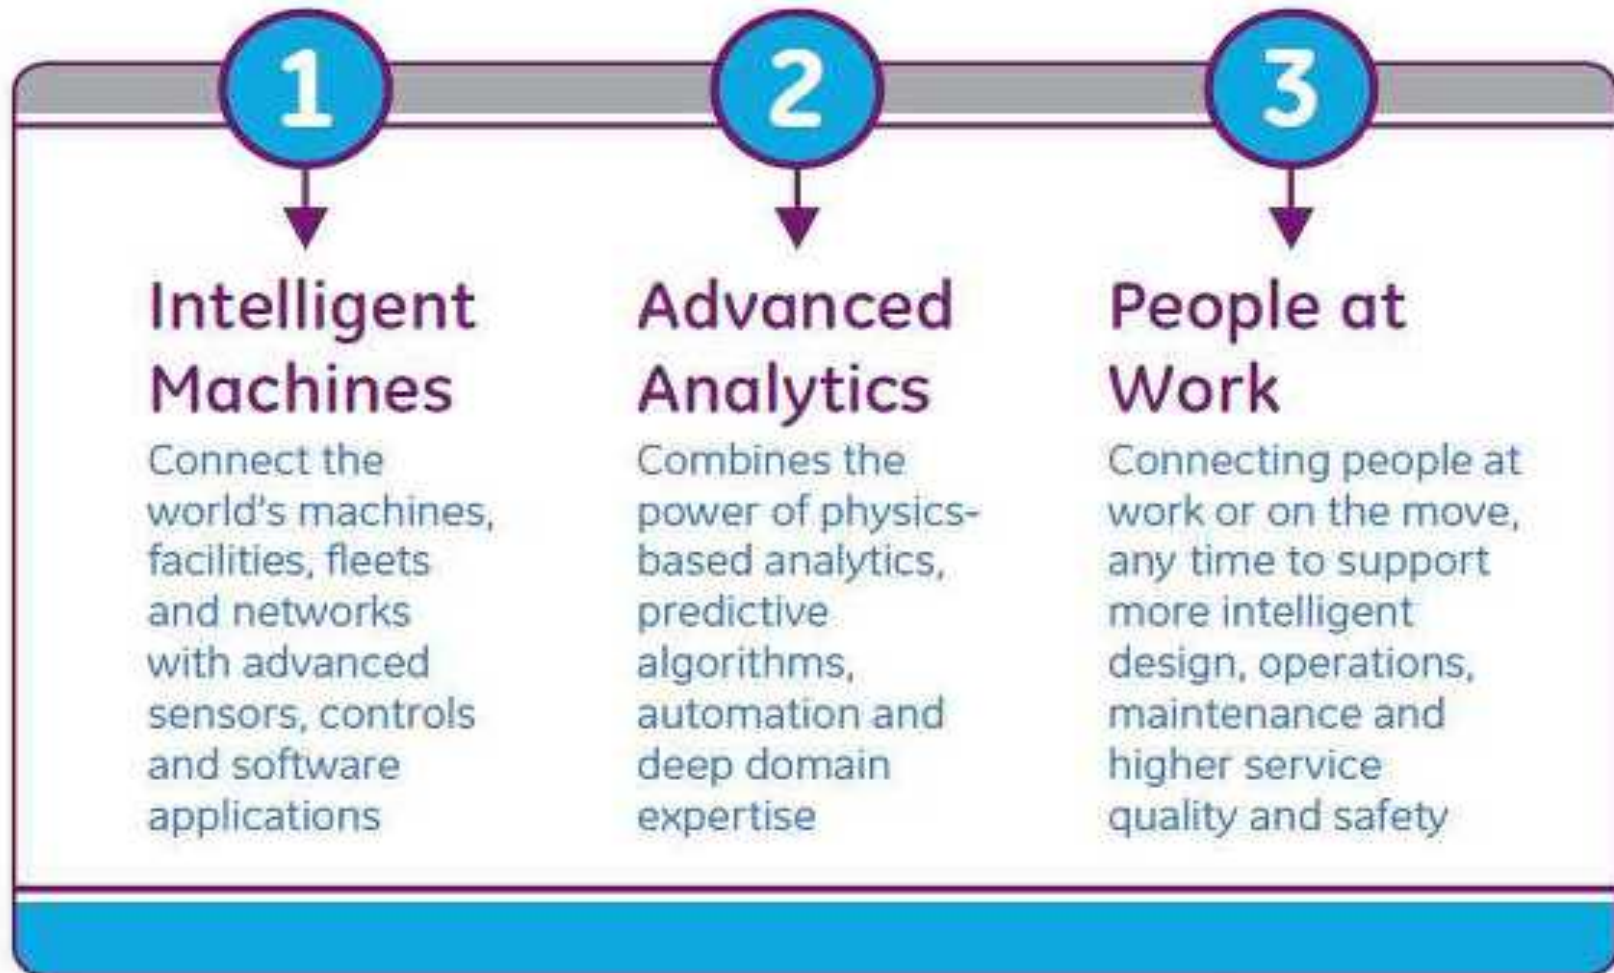 1
2
3
Intelligent
Machines
Connect the
world's machines,
facilities, fleets
and networks
with advanced
sensors, controls
and software
applications
Advanced
Analytics
Combines the
power of physics-
based analytics,
predictive
algorithms,
automation and
deep domain
expertise
People at
Work
Connecting people at
work or on the move,
any time to support
more intelligent
design, operations,
maintenance and
higher service
quality and safety